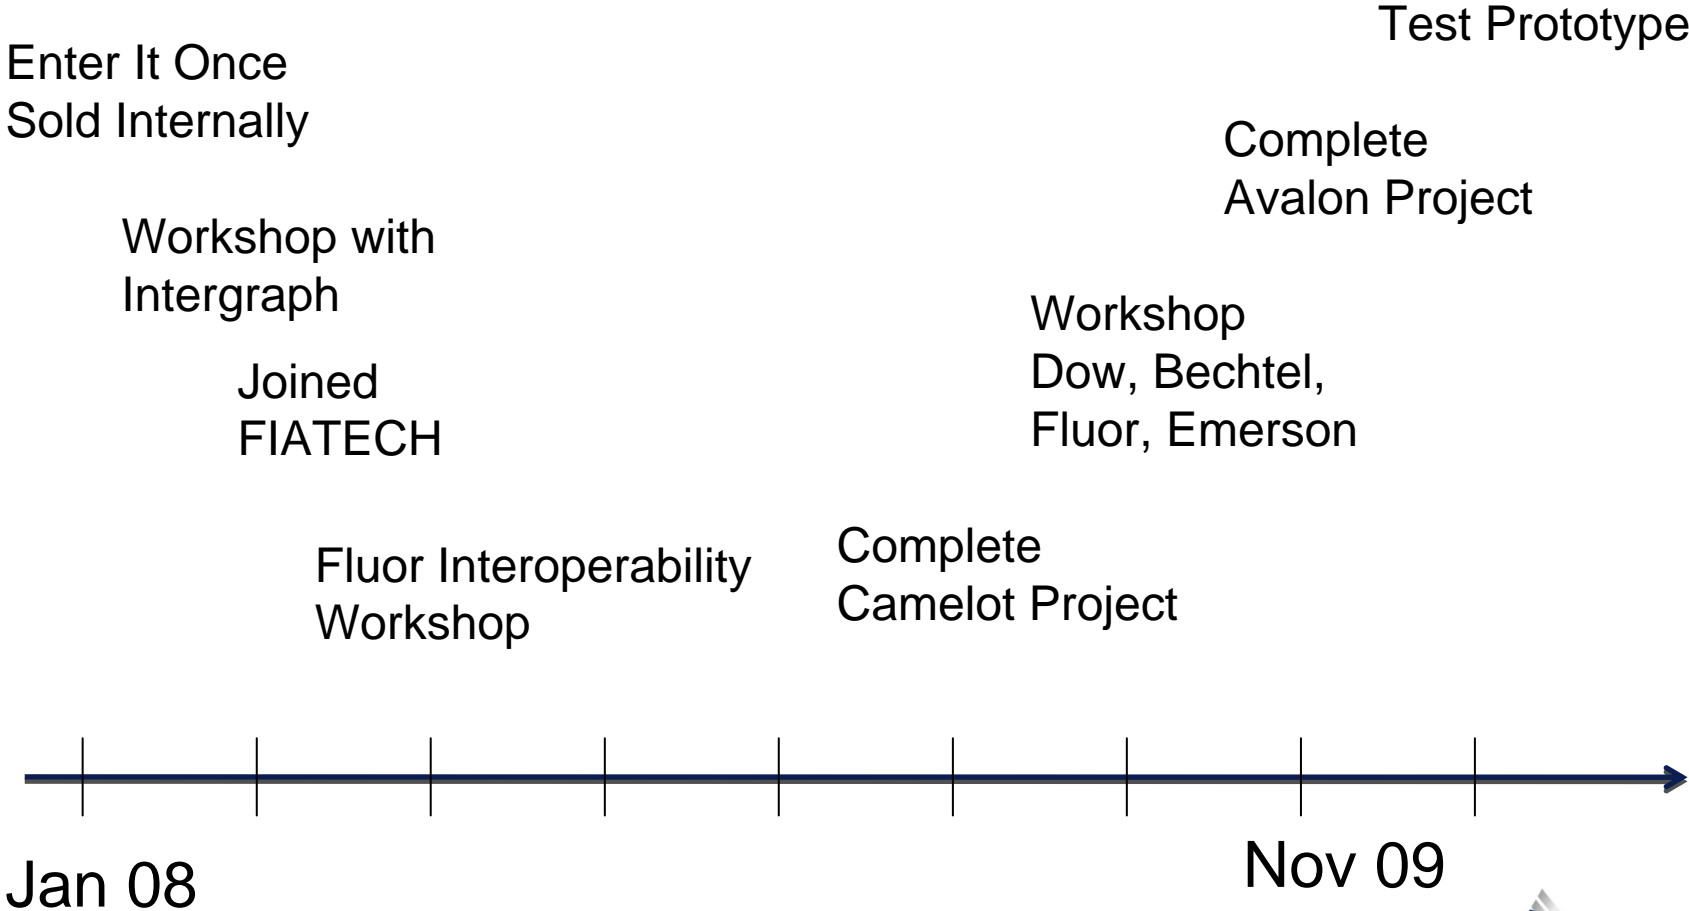 Enter It Once
Sold Internally
Workshop with
Intergraph
Joined
FIATECH
Fluor Interoperability
Workshop
Complete
Camelot Project
Workshop
Dow, Bechtel,
Fluor, Emerson
Complete
Avalon Project
Test Prototype
Jan 08
Nov 09